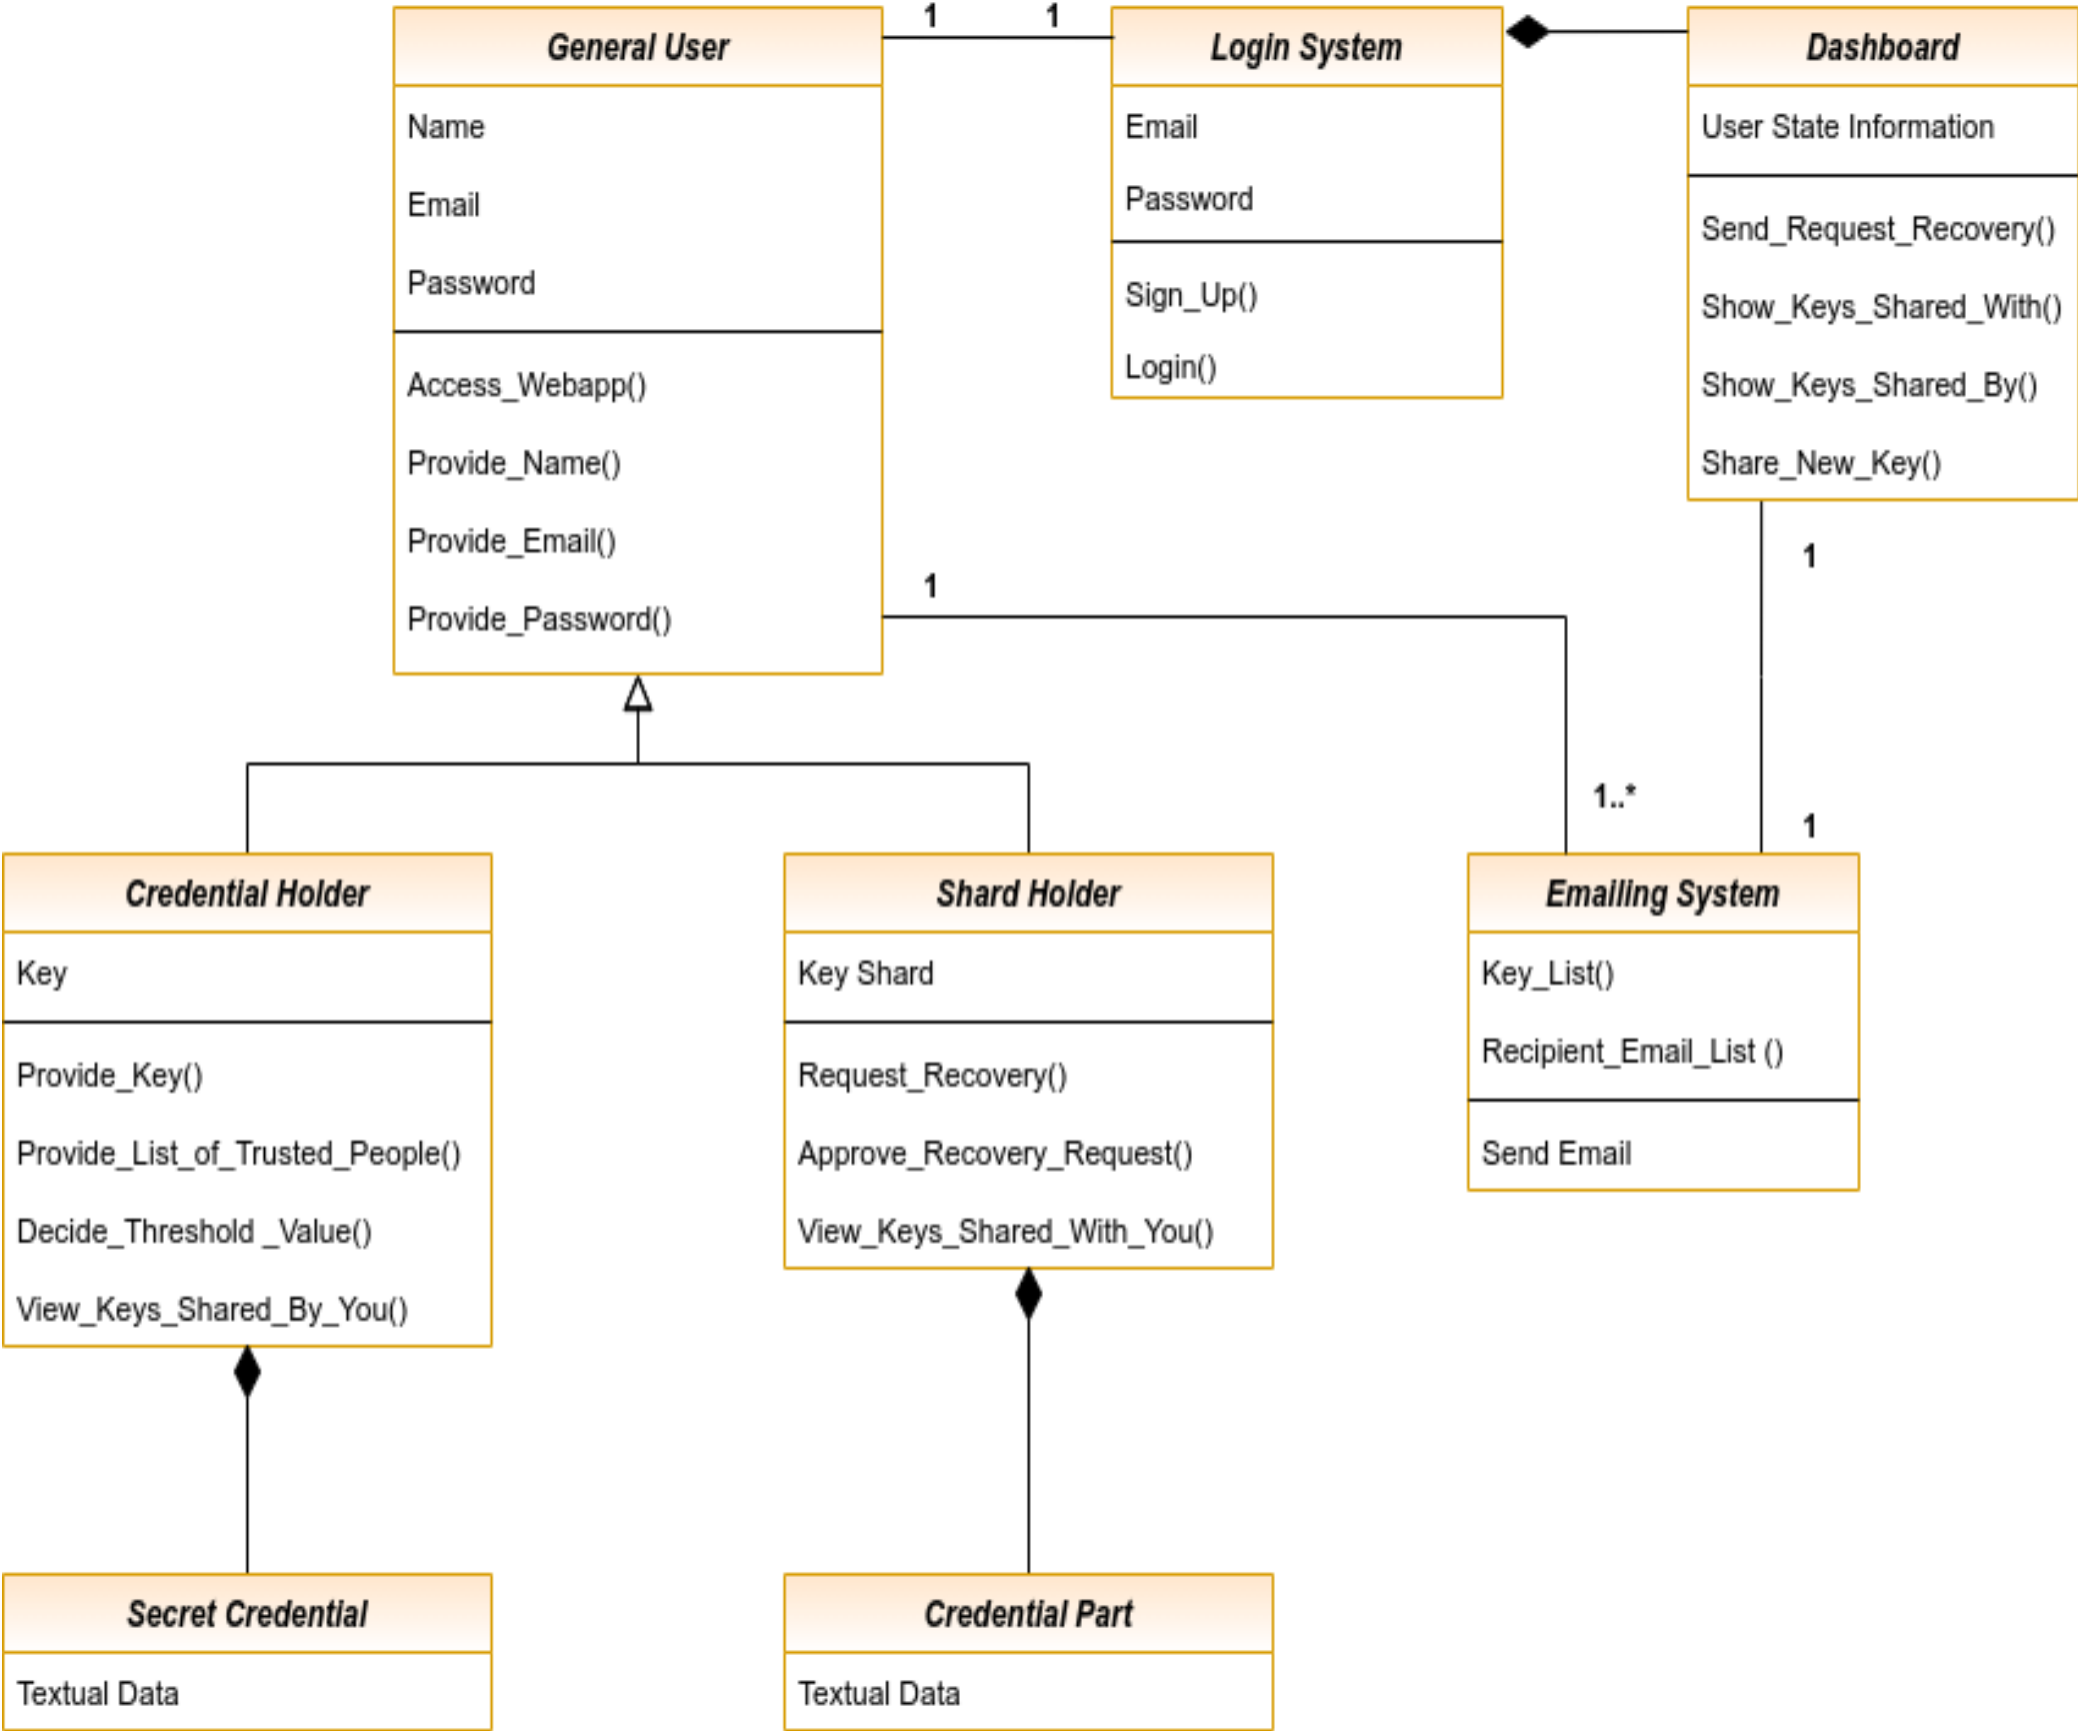 General User
Name
Email
Password
Access_Webapp()
Provide_Name()
Provide_Email()
Provide_Password()
1 1
Login System
Email
Password
Sign_Up()
Login()
Dashboard
User State Information
Send_Request_Recovery()
Show_Keys_Shared_With()
Show_Keys_Shared_By()
Share_New_Key()
1
1
1..*
1
Credential Holder
Key
Provide_Key()
Provide_List_of_Trusted_People()
Decide_Threshold _Value()
View_Keys_Shared_By_You()
Shard Holder
Key Shard
Request_Recovery()
Approve_Recovery_Request()
View_Keys_Shared_With_You()
Emailing System
Key_List()
Recipient_Email_List ()
Send Email
Secret Credential
Textual Data
Credential Part
Textual Data